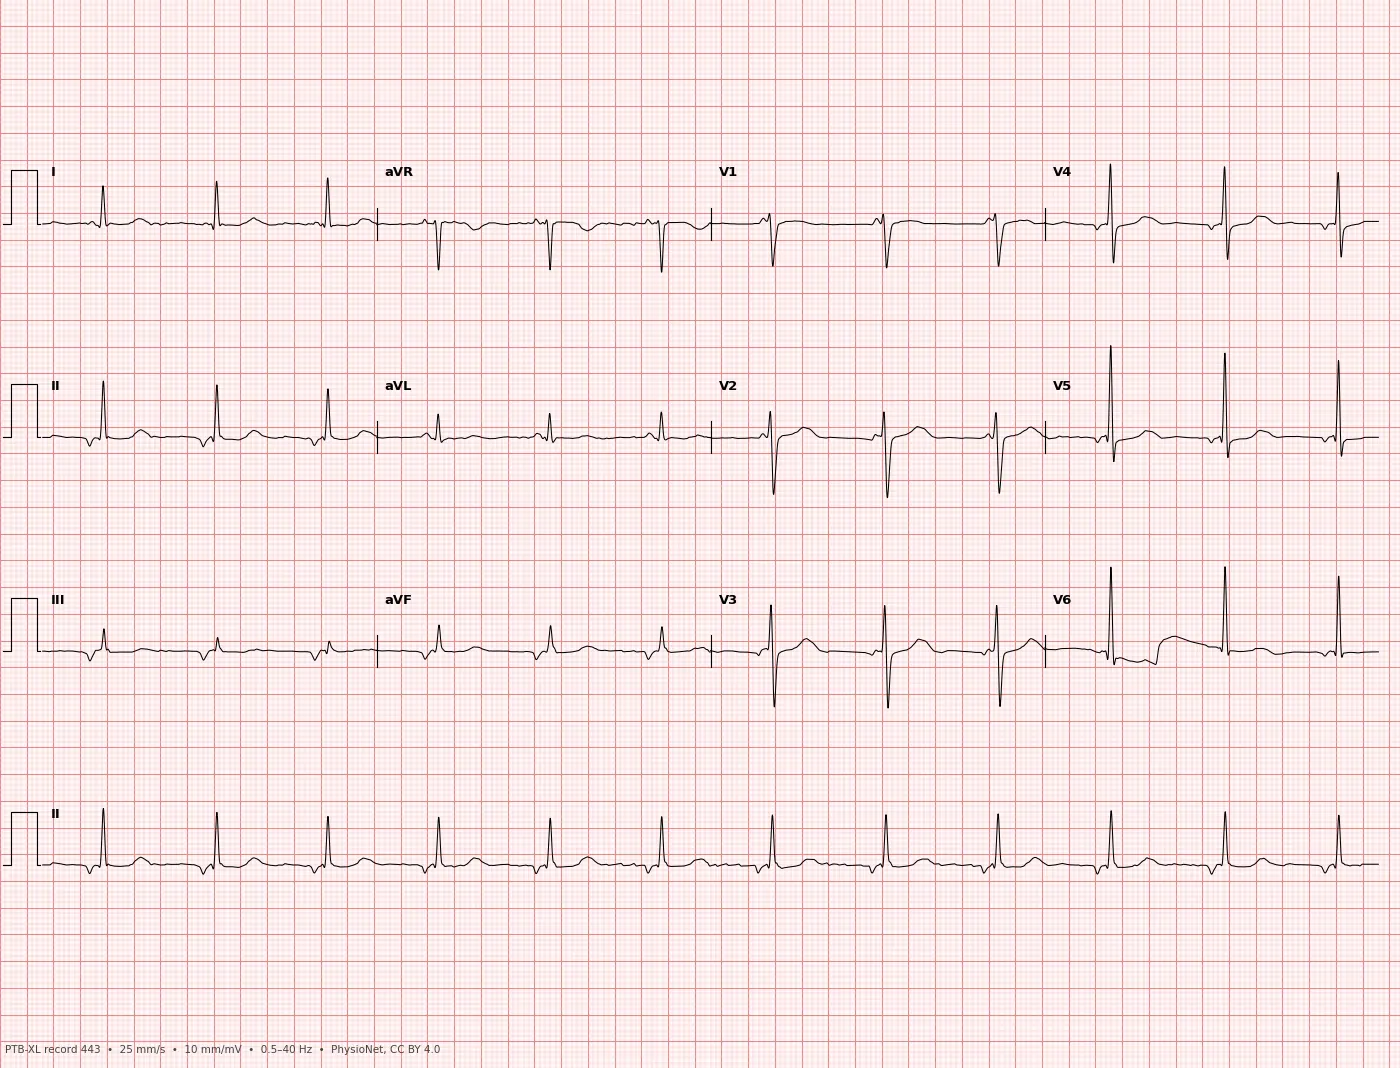 I aVR V1 V4
II aVL V2 V5
III aVF V3 V6
II
PTB-XL record 443 • 25 mm/s • 10 mm/mV • 0.5–40 Hz • PhysioNet, CC BY 4.0